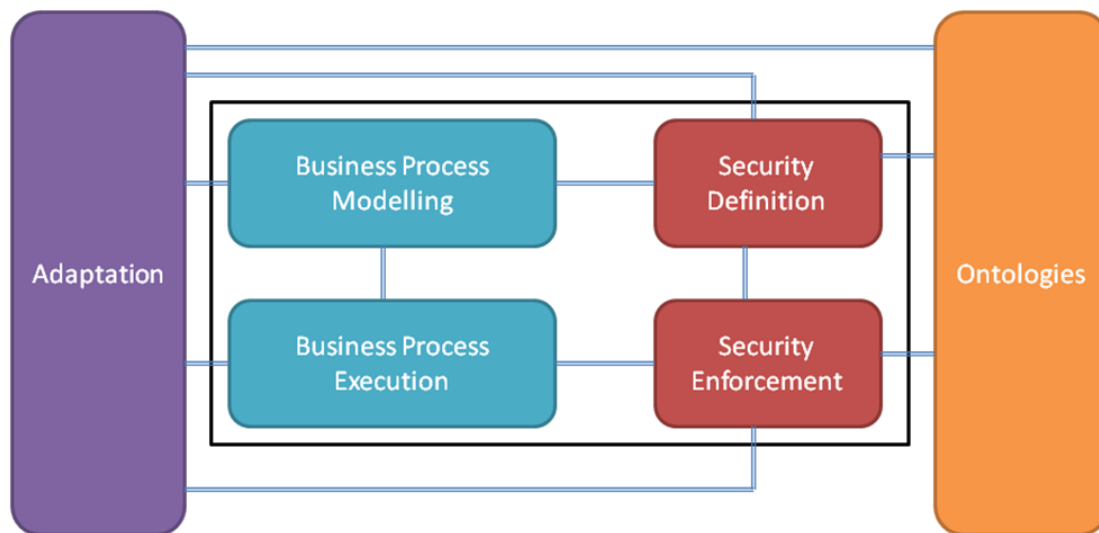 Adaptation
Business Process
Modelling
Security
Definition
Business Process
Execution
Security
Enforcement
Ontologies